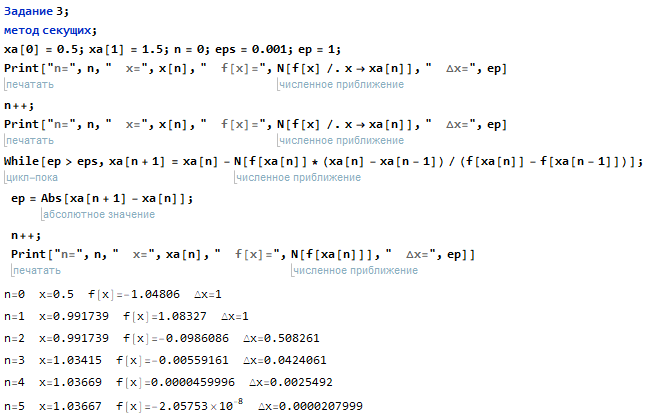 Задание 3;
метод секущих;
xa[0] = 0.5; xa[1] = 1.5; n = 0; eps = 0.001; ep = 1;
Print["n=", n, "  x=", x[n], "  f[x]=", N[f[x] /. x → xa[n]], "  Δx=", ep]
печатать численное приближение
n++;
Print["n=", n, "  x=", x[n], "  f[x]=", N[f[x] /. x → xa[n]], "  Δx=", ep]
печатать численное приближение
While[ep > eps, xa[n + 1] = xa[n] - N[f[xa[n]] * (xa[n] - xa[n - 1]) / (f[xa[n]] - f[xa[n - 1]])];
цикл-пока численное приближение
ep = Abs[xa[n + 1] - xa[n]];
абсолютное значение
n++;
Print["n=", n, "  x=", xa[n], "  f[x]=", N[f[xa[n]]], "  Δx=", ep]]
печатать численное приближение
n=0  x=0.5  f[x]=-1.04806  Δx=1
n=1  x=0.991739  f[x]=1.08327  Δx=1
n=2  x=0.991739  f[x]=-0.0986086  Δx=0.508261
n=3  x=1.03415  f[x]=-0.00559161  Δx=0.0424061
n=4  x=1.03669  f[x]=0.0000459996  Δx=0.0025492
n=5  x=1.03667  f[x]=-2.05753×10⁻⁸  Δx=0.0000207999